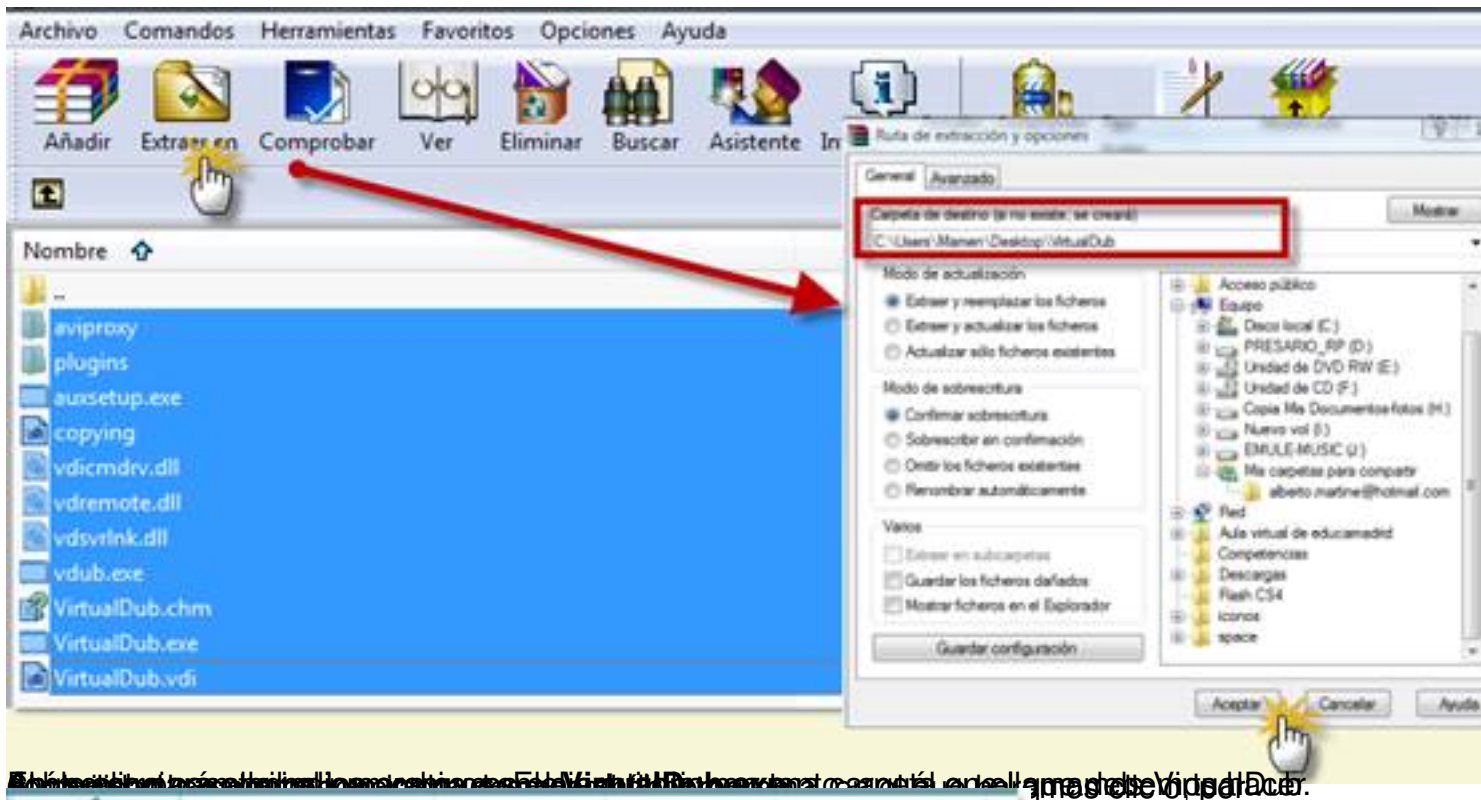 Archivo Comandos Herramientas Favoritos Opciones Ayuda
Añadir Extraer en Comprobar Ver Eliminar Buscar Asistente
Ruta de extracción y opciones
General Avanzado
Carpeta de destino (si no existe, se creará)
Mostrar
C:\Users\Mamen\Desktop\VirtualDub
Nombre
..
aviproxy
plugins
auxsetup.exe
copying
vdicmdrv.dll
vdremote.dll
vdsvrlnk.dll
vdub.exe
VirtualDub.chm
VirtualDub.exe
VirtualDub.vdi
Modo de actualización
Extraer y reemplazar los ficheros
Extraer y actualizar los ficheros
Actualizar sólo ficheros existentes
Modo de sobrescritura
Confirmar sobrescritura
Sobrescribir sin confirmación
Omitir los ficheros existentes
Renombrar automáticamente
Varios
Extraer en subcarpetas
Guardar los ficheros dañados
Mostrar ficheros en el Explorador
Guardar configuración
Acceso público
Equipo
Disco local (C:)
PRESARIO_RP (D:)
Unidad de DVD RW (E:)
Unidad de CD (F:)
Copia Mis Documentos-fotos (H:)
Nuevo vol (I:)
EMULE-MUSIC (J:)
Mis carpetas para compartir
alberto.martine@hotmail.com
Red
Aula virtual de educamadrid
Competencias
Descargas
Flash CS4
iconos
space
Aceptar Cancelar Ayuda